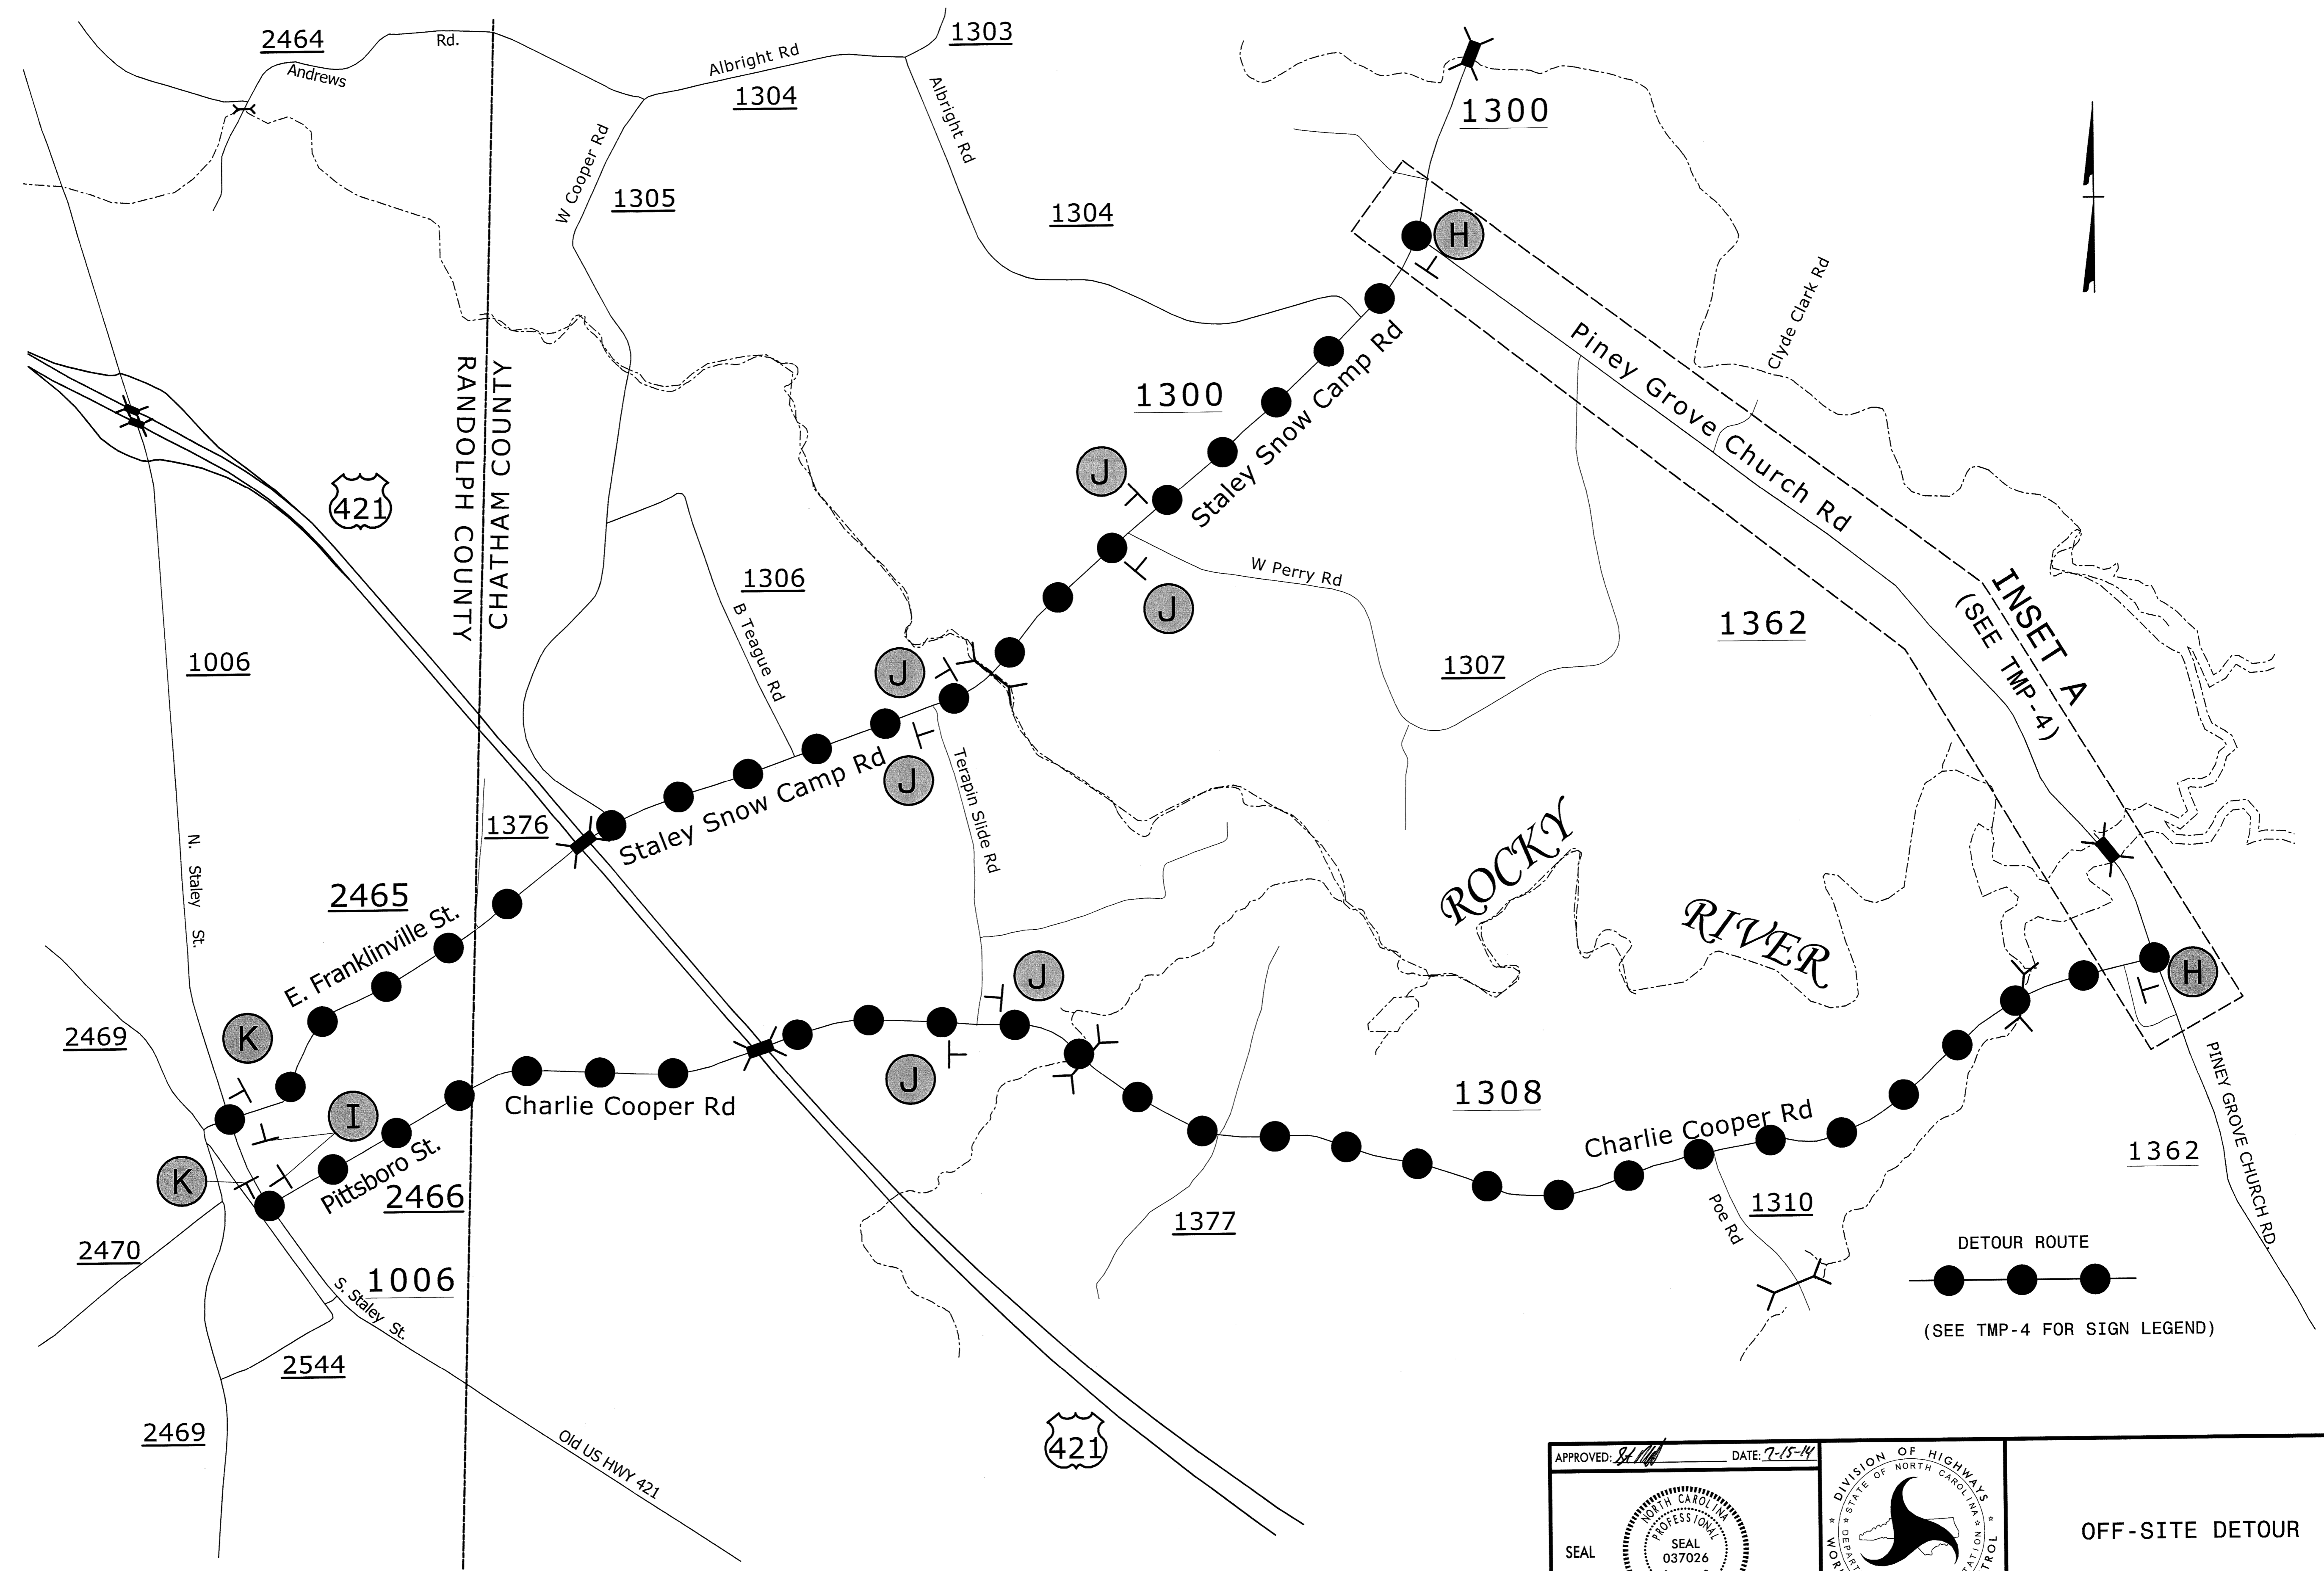 2464
Rd.
Andrews
Albright Rd
1303
1304
Albright Rd
1300
W Cooper Rd
1305
1304
H
Clyde Clark Rd
Piney Grove Church Rd
RANDOLPH COUNTY
CHATHAM COUNTY
421
1300
Staley Snow Camp Rd
J
J
W Perry Rd
1306
B Teague Rd
1362
INSET A
(SEE TMP-4)
1006
1307
J
J
Staley Snow Camp Rd
Terapin Slide Rd
1376
N. Staley St.
2465
E. Franklinville St.
ROCKY
RIVER
H
J
J
2469
K
I
K
Charlie Cooper Rd
Pittsboro St.
2466
1308
Charlie Cooper Rd
PINEY GROVE CHURCH RD.
1362
1377
Poe Rd
1310
2470
1006
S. Staley St.
2544
2469
Old US HWY 421
421
DETOUR ROUTE
(SEE TMP-4 FOR SIGN LEGEND)
APPROVED:
DATE: 7-15-14
SEAL
NORTH CAROLINA
PROFESSIONAL
SEAL
037026
DIVISION OF HIGHWAYS
STATE OF NORTH CAROLINA
OFF-SITE DETOUR